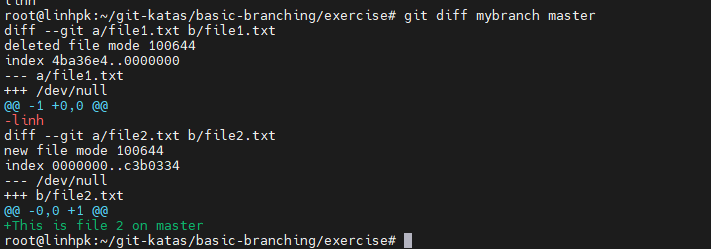 linh
root@linhpk:~/git-katas/basic-branching/exercise# git diff mybranch master
diff --git a/file1.txt b/file1.txt
deleted file mode 100644
index 4ba36e4..0000000
--- a/file1.txt
+++ /dev/null
@@ -1 +0,0 @@
-linh
diff --git a/file2.txt b/file2.txt
new file mode 100644
index 0000000..c3b0334
--- /dev/null
+++ b/file2.txt
@@ -0,0 +1 @@
+This is file 2 on master
root@linhpk:~/git-katas/basic-branching/exercise#